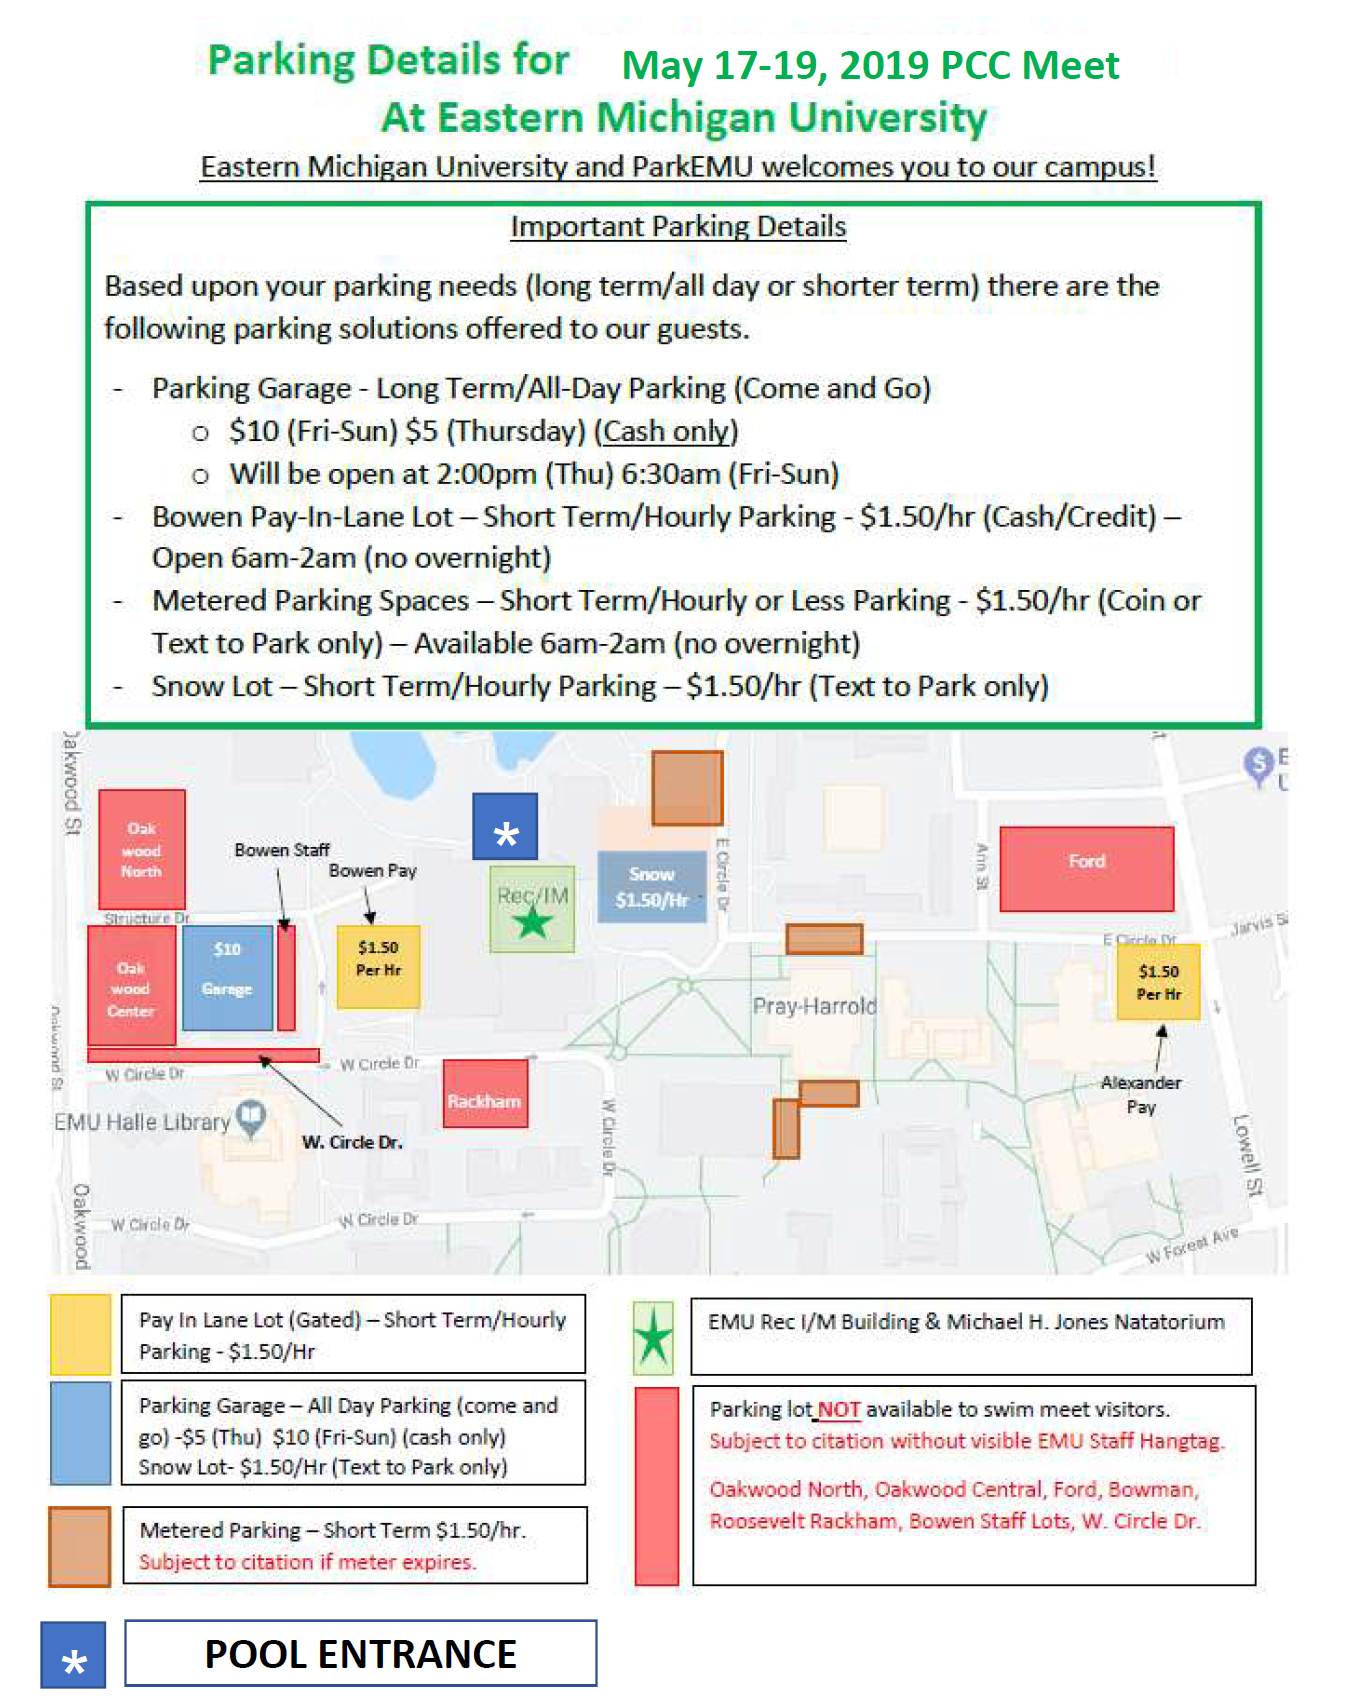 Parking Details for May 17-19, 2019 PCC Meet
At Eastern Michigan University
Eastern Michigan University and ParkEMU welcomes you to our campus!
Important Parking Details
Based upon your parking needs (long term/all day or shorter term) there are the
following parking solutions offered to our guests.
- Parking Garage - Long Term/All-Day Parking (Come and Go)
o $10 (Fri-Sun) $5 (Thursday) (Cash only)
o Will be open at 2:00pm (Thu) 6:30am (Fri-Sun)
- Bowen Pay-In-Lane Lot – Short Term/Hourly Parking - $1.50/hr (Cash/Credit) –
Open 6am-2am (no overnight)
- Metered Parking Spaces – Short Term/Hourly or Less Parking - $1.50/hr (Coin or
Text to Park only) – Available 6am-2am (no overnight)
- Snow Lot – Short Term/Hourly Parking – $1.50/hr (Text to Park only)
Oakwood St
Oak
wood
North
Bowen Staff
Bowen Pay
*
Rec/IM
Snow
$1.50/Hr
E Circle Dr
Ann St
Ford
$
E
Structure Dr
Oak
wood
Center
$10
Garage
$1.50
Per Hr
Pray-Harrold
E Circle Dr
Jarvis S
$1.50
Per Hr
Alexander
Pay
Oakwood St
W Circle Dr
W Circle Dr
Rackham
EMU Halle Library
W. Circle Dr.
W Circle Dr
Lowell St
Oakwood
W Circle Dr
W Circle Dr
W Forest Ave
Pay In Lane Lot (Gated) – Short Term/Hourly
Parking - $1.50/Hr
Parking Garage – All Day Parking (come and
go) -$5 (Thu) $10 (Fri-Sun) (cash only)
Snow Lot- $1.50/Hr (Text to Park only)
Metered Parking – Short Term $1.50/hr.
Subject to citation if meter expires.
EMU Rec I/M Building & Michael H. Jones Natatorium
Parking lot NOT available to swim meet visitors.
Subject to citation without visible EMU Staff Hangtag.
Oakwood North, Oakwood Central, Ford, Bowman,
Roosevelt Rackham, Bowen Staff Lots, W. Circle Dr.
*
POOL ENTRANCE